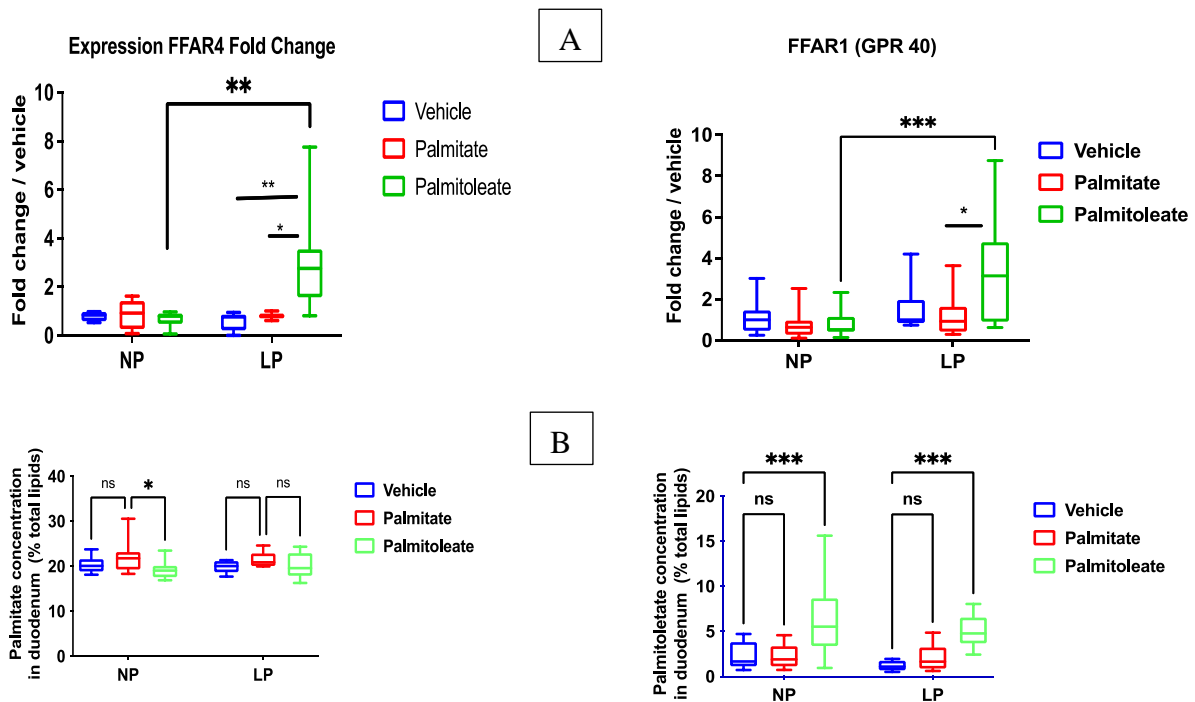 A
Expression FFAR4 Fold Change
Fold change / vehicle
10
8
6
4
2
0
**
**
*
NP
LP
Vehicle
Palmitate
Palmitoleate
FFAR1 (GPR 40)
Fold change / vehicle
10
8
6
4
2
0
***
*
NP
LP
Vehicle
Palmitate
Palmitoleate
B
Palmitate concentration
in duodenum (% total lipids)
40
30
20
10
0
ns
*
ns
ns
NP
LP
Vehicle
Palmitate
Palmitoleate
Palmitoletate concentration
in duodenum (% total lipids)
20
15
10
5
0
***
ns
***
ns
NP
LP
Vehicle
Palmitate
Palmitoleate